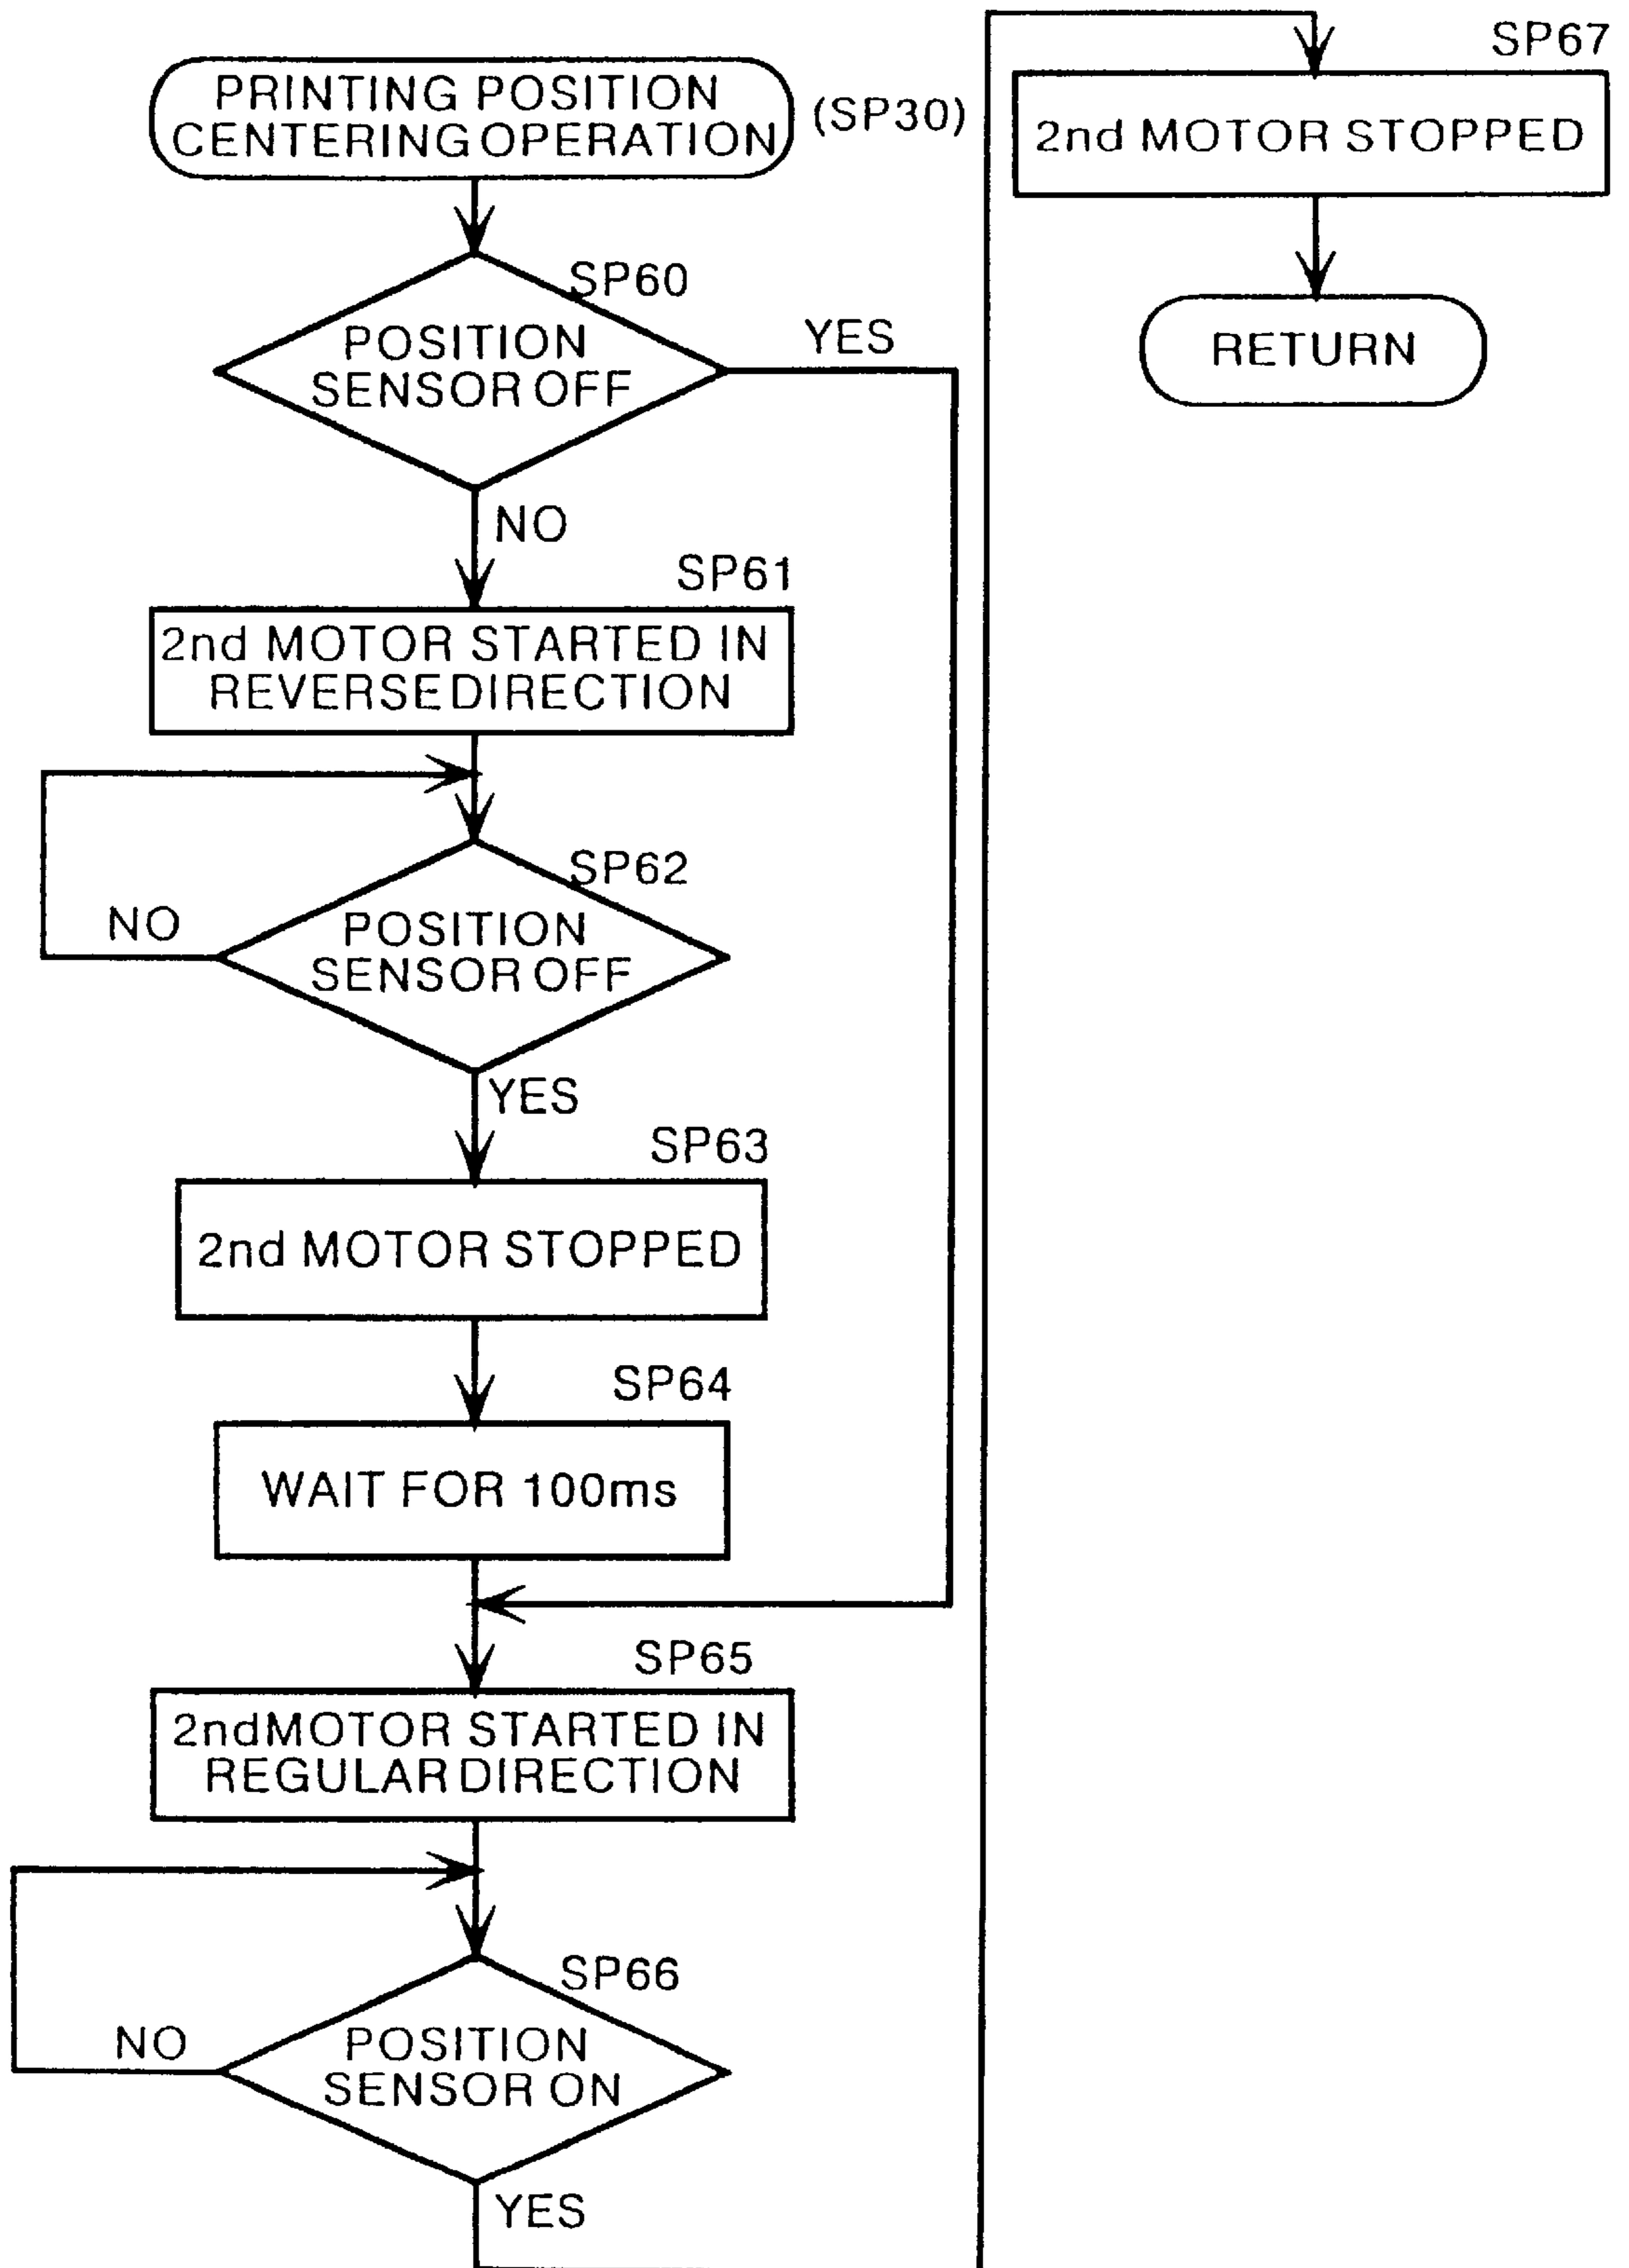 PRINTING POSITION
CENTERING OPERATION
(SP30)
SP60
POSITION
SENSOR OFF
YES
NO
SP61
2nd MOTOR STARTED IN
REVERSE DIRECTION
SP62
POSITION
SENSOR OFF
NO
YES
SP63
2nd MOTOR STOPPED
SP64
WAIT FOR 100ms
SP65
2nd MOTOR STARTED IN
REGULAR DIRECTION
SP66
POSITION
SENSOR ON
NO
YES
SP67
2nd MOTOR STOPPED
RETURN